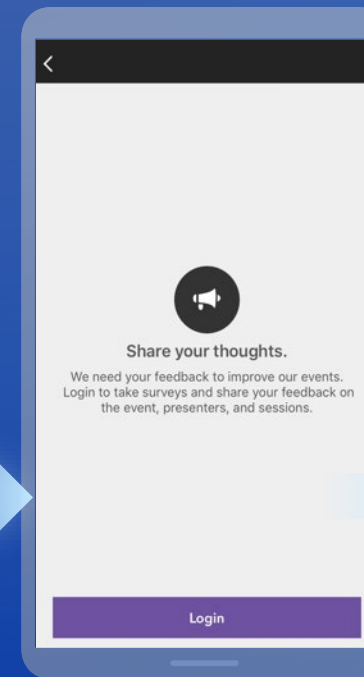 Share your thoughts.
We need your feedback to improve our events.
Login to take surveys and share your feedback on
the event, presenters, and sessions.
Login